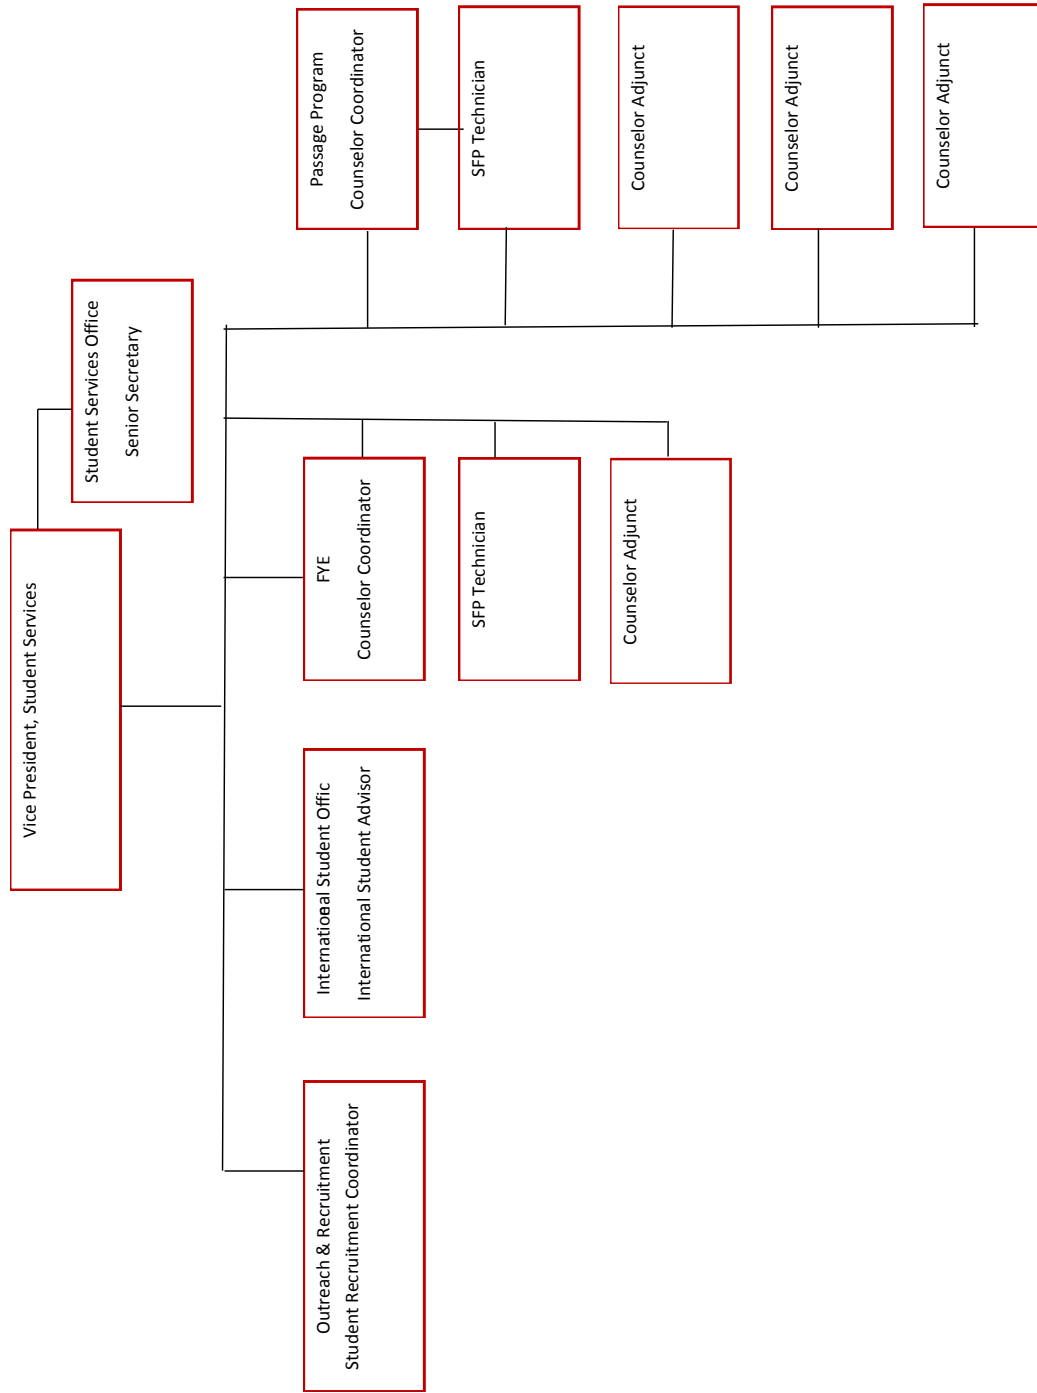 Vice President, Student Services
Student Services Office
Senior Secretary
Outreach & Recruitment
Student Recruitment Coordinator
International Student Offic
International Student Advisor
FYE
Counselor Coordinator
SFP Technician
Counselor Adjunct
Passage Program
Counselor Coordinator
SFP Technician
Counselor Adjunct
Counselor Adjunct
Counselor Adjunct